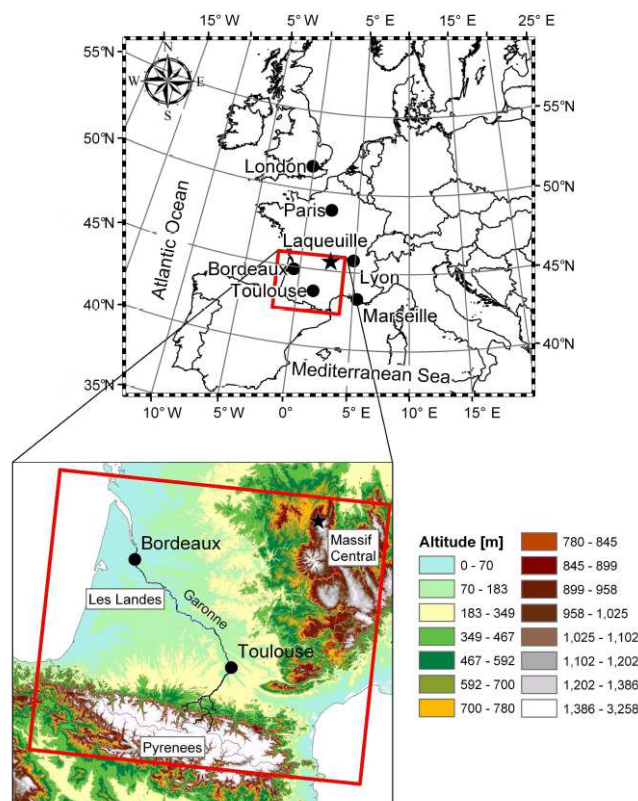 15°W 10°W 5°W 0° 5°E 10° E 15°E 20°E 25°E
55°N
N
W E
S
55°N
50°N
London
50°N
Paris
45°N
Laqueuille
45°N
Bordeaux
Lyon
Toulouse
40°N
Marseille
40°N
Atlantic Ocean
Mediterranean Sea
35°N
10°W 5°W 0° 5°E 10°E 15°E
Massif
Central
Bordeaux
Les Landes
Garonne
Toulouse
Pyrenees
Altitude [m]
0 - 70
70 - 183
183 - 349
349 - 467
467 - 592
592 - 700
700 - 780
780 - 845
845 - 899
899 - 958
958 - 1,025
1,025 - 1,102
1,102 - 1,202
1,202 - 1,386
1,386 - 3,258